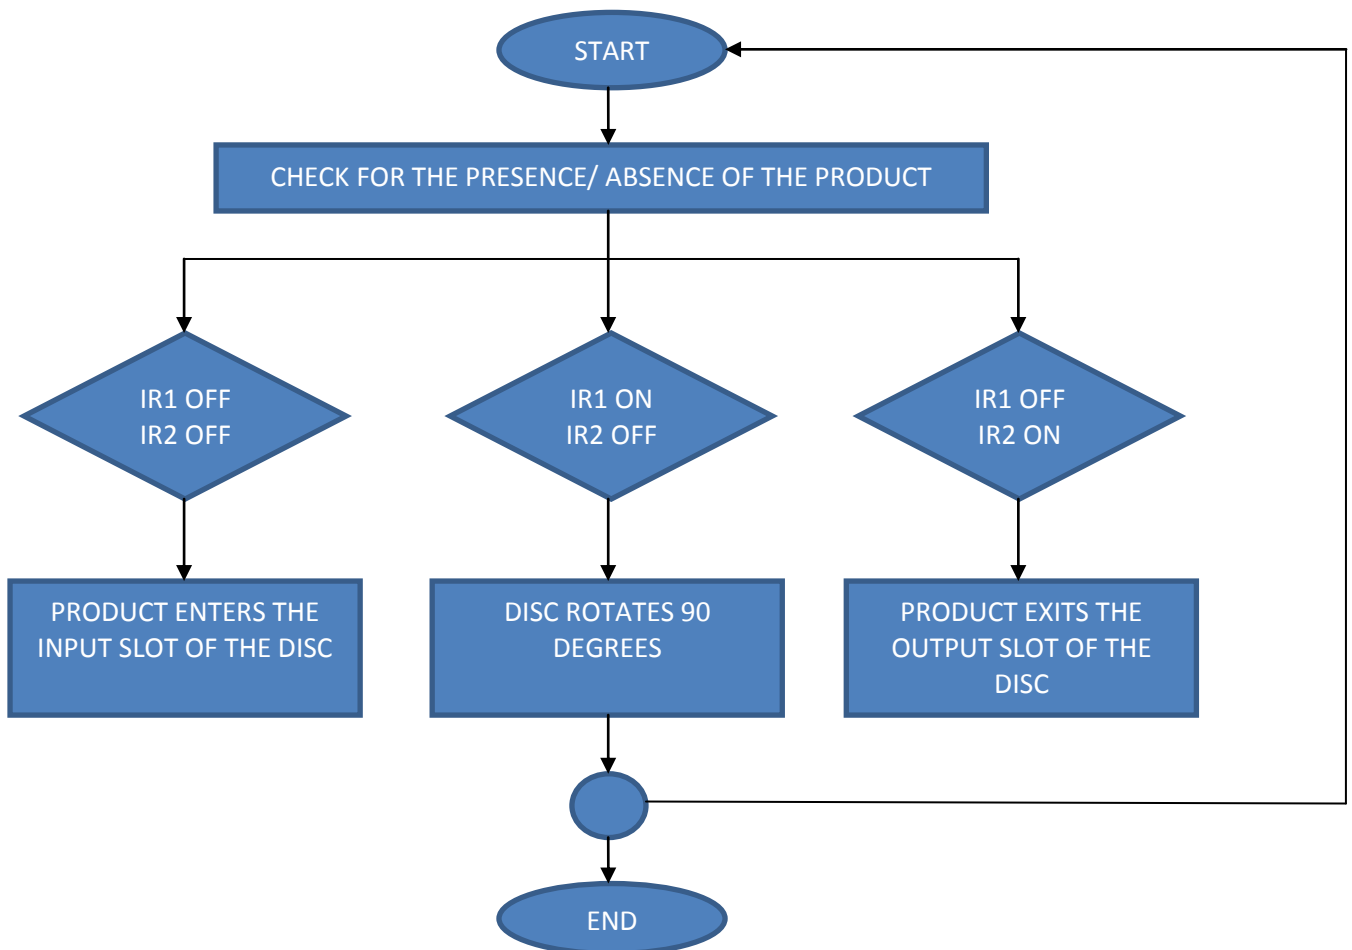 START
CHECK FOR THE PRESENCE/ ABSENCE OF THE PRODUCT
IR1 OFF
IR2 OFF
IR1 ON
IR2 OFF
IR1 OFF
IR2 ON
PRODUCT ENTERS THE
INPUT SLOT OF THE DISC
DISC ROTATES 90
DEGREES
PRODUCT EXITS THE
OUTPUT SLOT OF THE
DISC
END